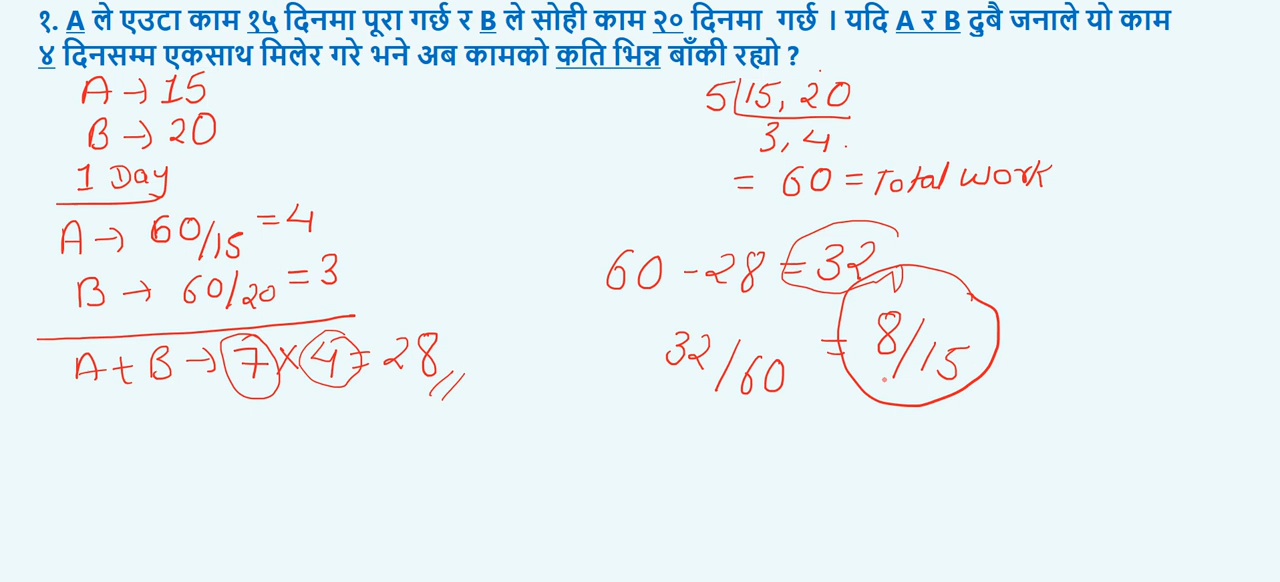 १. A ले एउटा काम १५ दिनमा पूरा गर्छ र B ले सोही काम २० दिनमा गर्छ । यदि A र B दुबै जनाले यो काम
४ दिनसम्म एकसाथ मिलेर गरे भने अब कामको कति भिन्न बाँकी रह्यो ?
A → 15
B → 20
1 Day
A → 60/15 = 4
B → 60/20 = 3
A + B → 7 × 4 = 28
5 | 15, 20
3, 4
= 60 = Total work
60 - 28 = 32
32/60 = 8/15